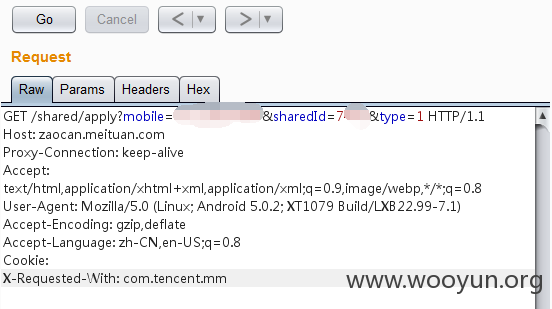 Go Cancel < ▼ > ▼
Request
Raw Params Headers Hex
GET /shared/apply?mobile= &sharedId=7 &type=1 HTTP/1.1
Host: zaocan.meituan.com
Proxy-Connection: keep-alive
Accept:
text/html,application/xhtml+xml,application/xml;q=0.9,image/webp,*/*;q=0.8
User-Agent: Mozilla/5.0 (Linux; Android 5.0.2; XT1079 Build/LXB22.99-7.1)
Accept-Encoding: gzip,deflate
Accept-Language: zh-CN,en-US;q=0.8
Cookie:
X-Requested-With: com.tencent.mm
www.wooyun.org